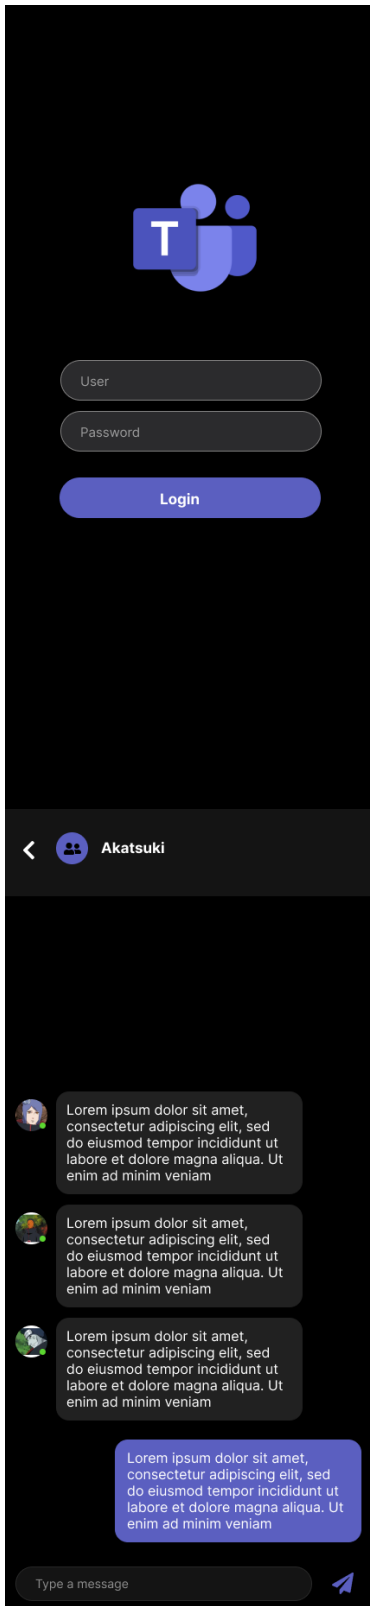 T
User
Password
Login
Akatsuki
Lorem ipsum dolor sit amet,
consectetur adipiscing elit, sed
do eiusmod tempor incididunt ut
labore et dolore magna aliqua. Ut
enim ad minim veniam
Lorem ipsum dolor sit amet,
consectetur adipiscing elit, sed
do eiusmod tempor incididunt ut
labore et dolore magna aliqua. Ut
enim ad minim veniam
Lorem ipsum dolor sit amet,
consectetur adipiscing elit, sed
do eiusmod tempor incididunt ut
labore et dolore magna aliqua. Ut
enim ad minim veniam
Lorem ipsum dolor sit amet,
consectetur adipiscing elit, sed
do eiusmod tempor incididunt ut
labore et dolore magna aliqua. Ut
enim ad minim veniam
Type a message